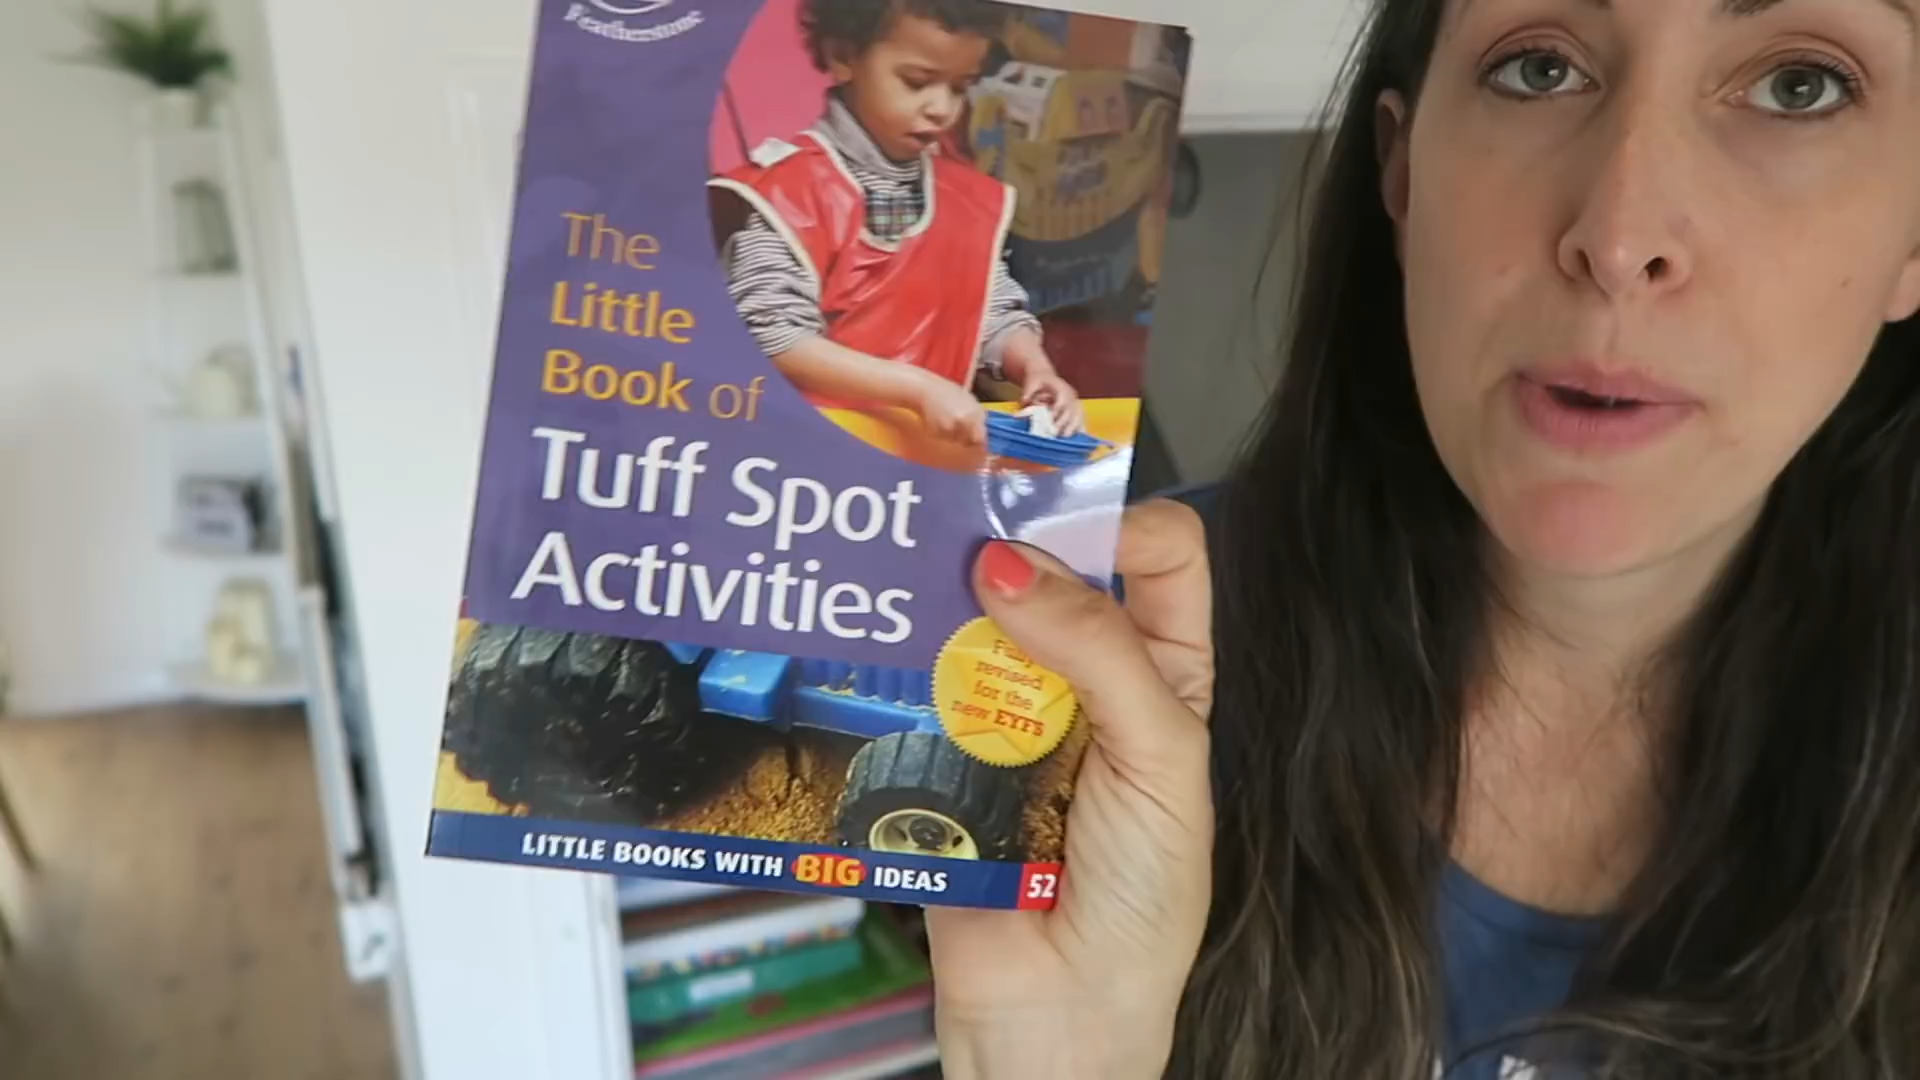 Featherstone
The
Little
Book of
Tuff Spot
Activities
Fully
revised
for the
new EYFS
LITTLE BOOKS WITH BIG IDEAS
52